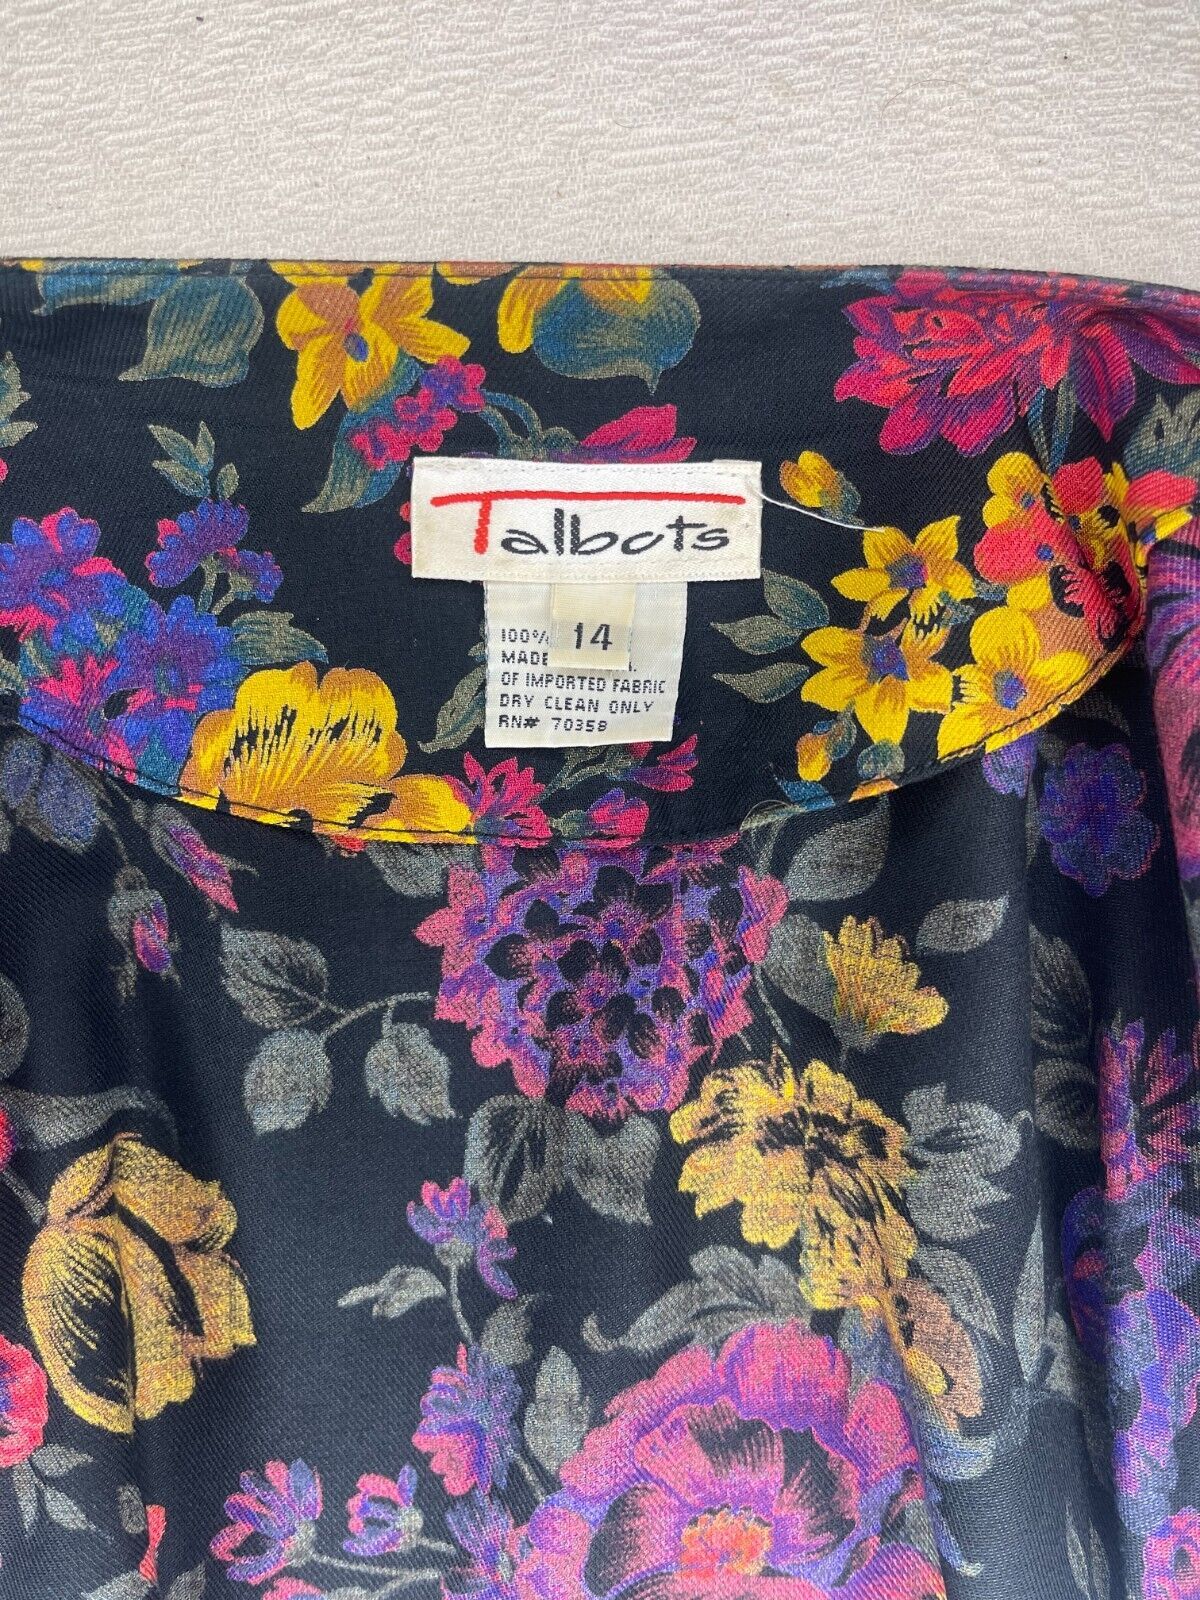 Talbots
14
100%
MADE
OF IMPORTED FABRIC
DRY CLEAN ONLY
RN# 70358